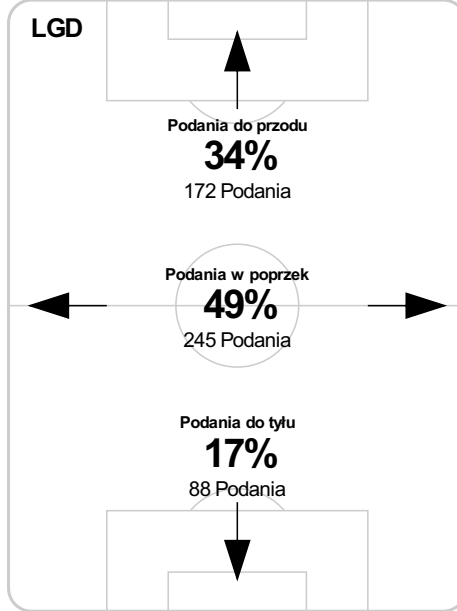 LGD
Podania do przodu
34%
172 Podania
Podania w poprzek
49%
245 Podania
Podania do tyłu
17%
88 Podania